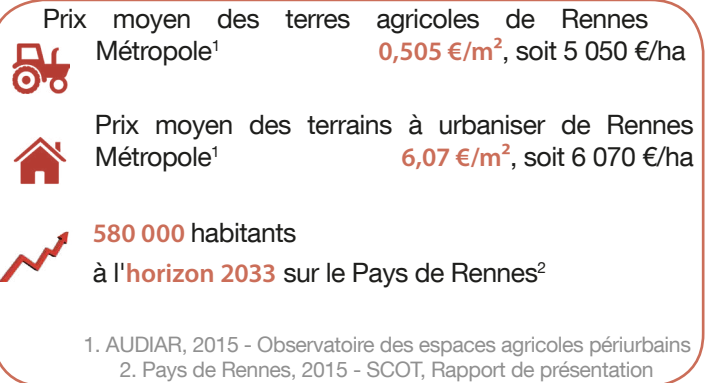 Prix moyen des terres agricoles de Rennes
Métropole¹ 0,505 €/m², soit 5 050 €/ha
Prix moyen des terrains à urbaniser de Rennes
Métropole¹ 6,07 €/m², soit 6 070 €/ha
580 000 habitants
à l'horizon 2033 sur le Pays de Rennes²
1. AUDIAR, 2015 - Observatoire des espaces agricoles périurbains
2. Pays de Rennes, 2015 - SCOT, Rapport de présentation